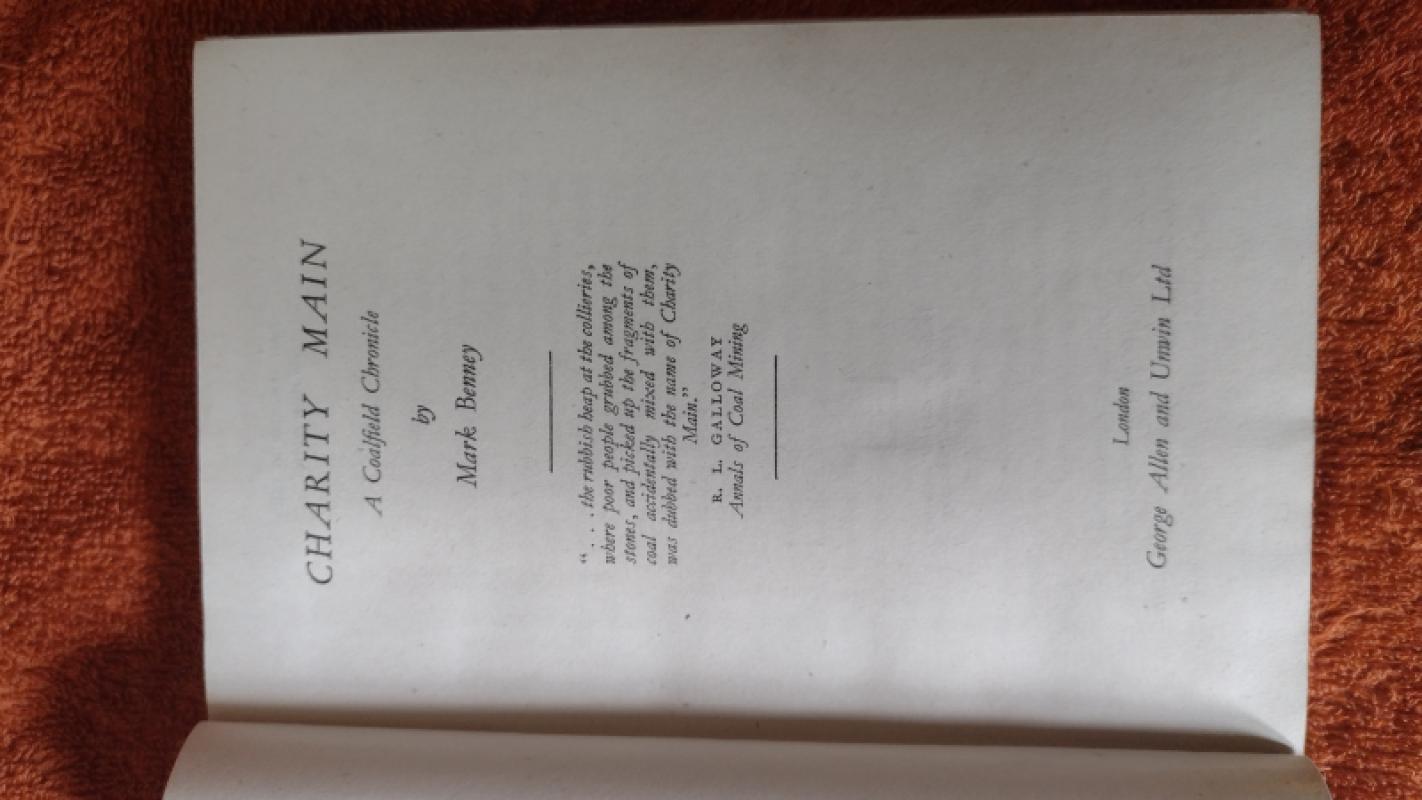 CHARITY MAIN
A Coalfield Chronicle
by
Mark Benney
“. . . the rubbish heap at the collieries,
where poor people grubbed among the
stones, and picked up the fragments of
coal accidentally mixed with them,
was dubbed with the name of Charity
Main.”
R. L. GALLOWAY
Annals of Coal Mining
London
George Allen and Unwin Ltd